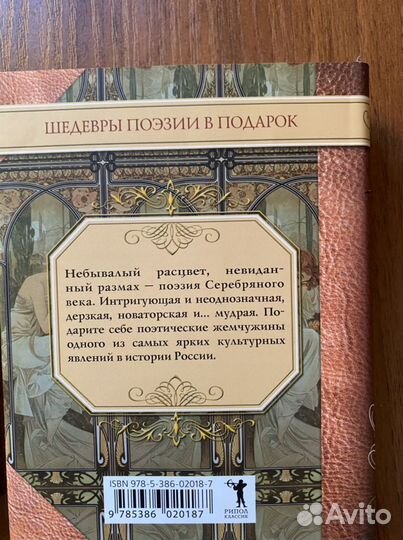 ШЕДЕВРЫ ПОЭЗИИ В ПОДАРОК
Небывалый расцвет, невидан-
ный размах – поэзия Серебряного
века. Интригующая и неоднозначная,
дерзкая, новаторская и... мудрая. По-
дарите себе поэтические жемчужины
одного из самых ярких культурных
явлений в истории России.
ISBN 978-5-386-02018-7
9 785386 020187
РИПОЛ
КЛАССИК
Avito